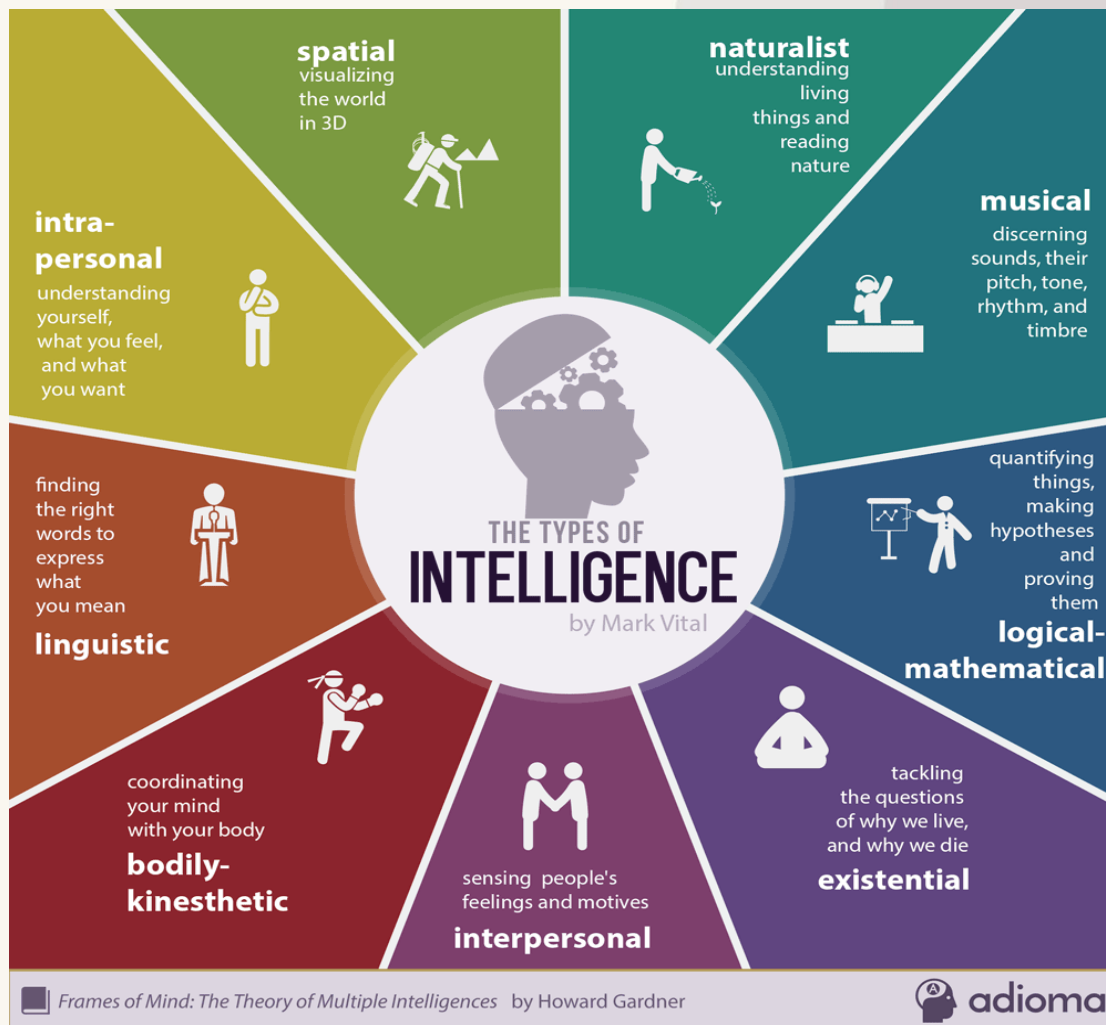 spatial
visualizing
the world
in 3D
naturalist
understanding
living
things and
reading
nature
musical
discerning
sounds, their
pitch, tone,
rhythm, and
timbre
quantifying
things,
making
hypotheses
and
proving
them
logical-
mathematical
tackling
the questions
of why we live,
and why we die
existential
sensing people's
feelings and motives
interpersonal
coordinating
your mind
with your body
bodily-
kinesthetic
finding
the right
words to
express
what
you mean
linguistic
intra-
personal
understanding
yourself,
what you feel,
and what
you want
THE TYPES OF
INTELLIGENCE
by Mark Vital
Frames of Mind: The Theory of Multiple Intelligences by Howard Gardner
A
adioma